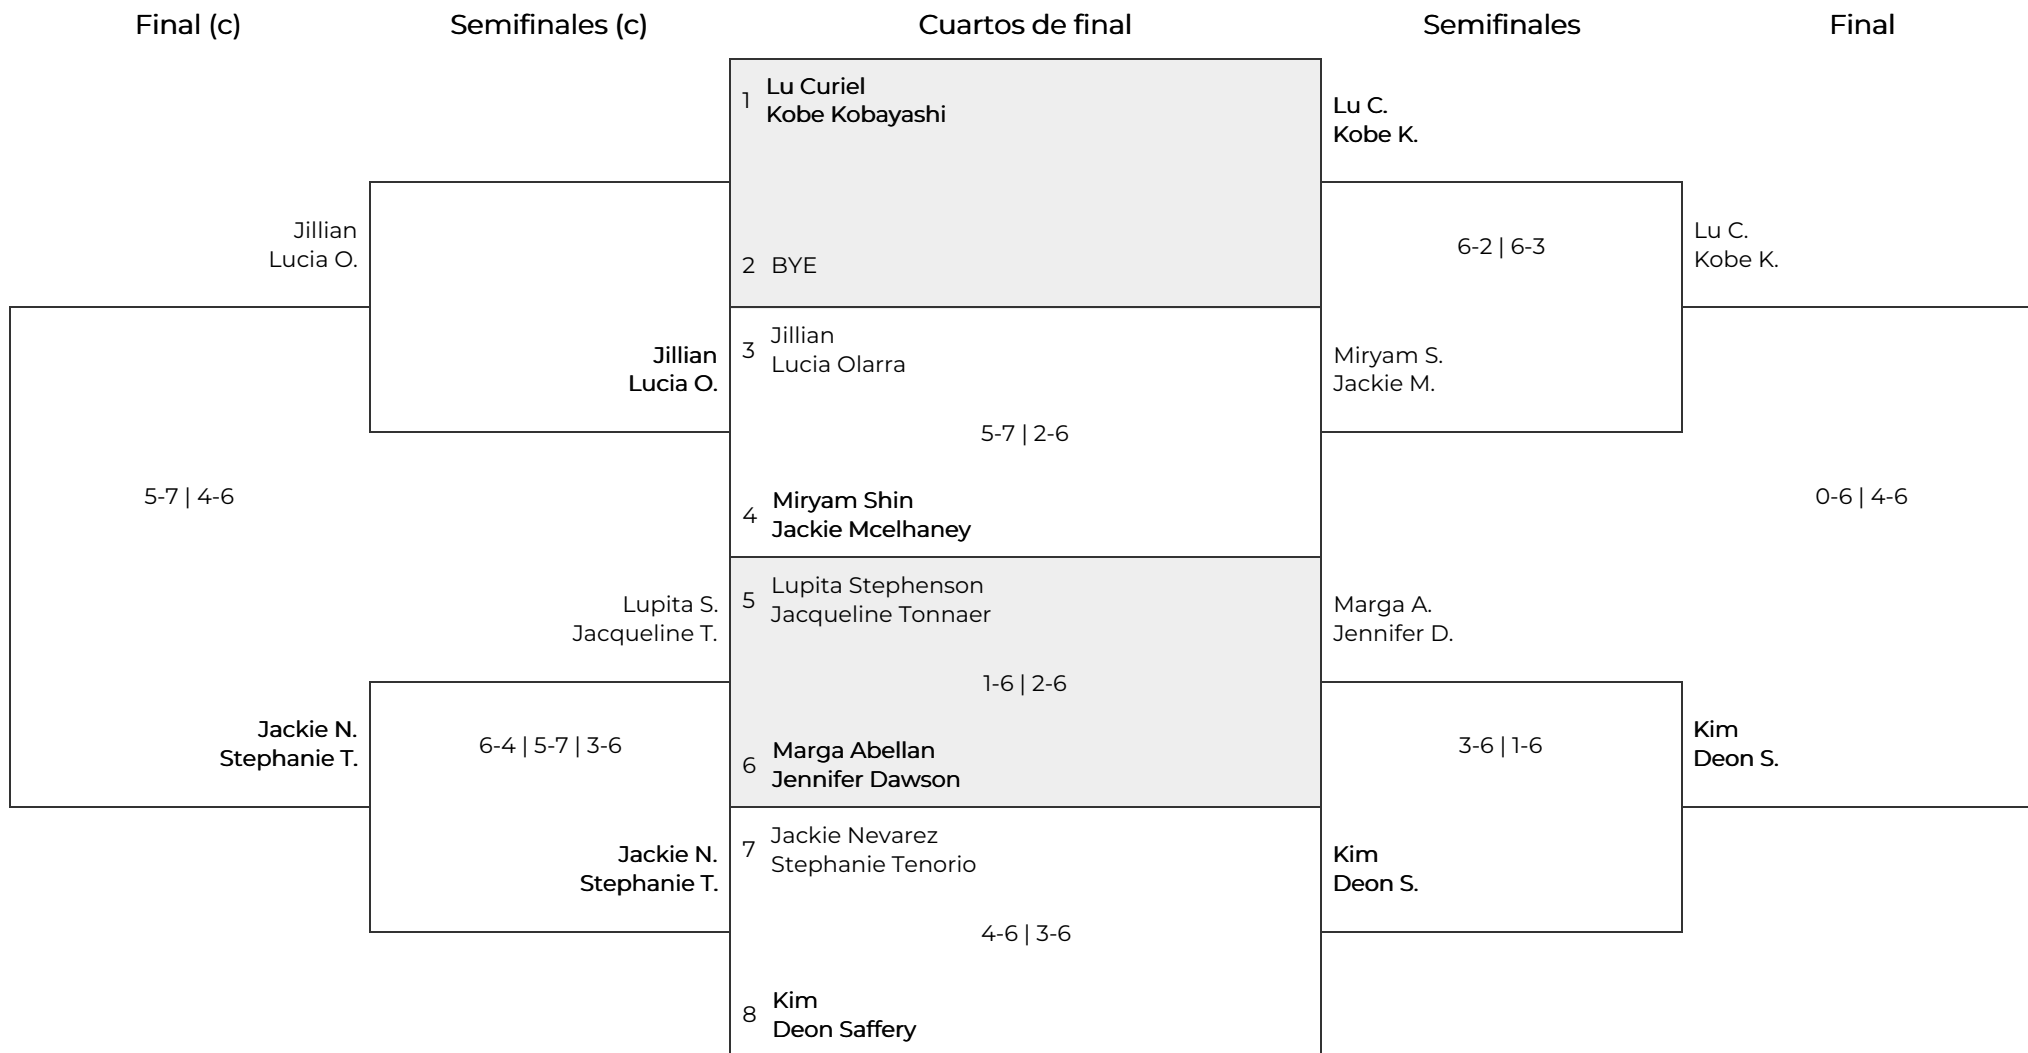 Final (c)
Semifinales (c)
Cuartos de final
Semifinales
Final
Jillian
Lucia O.
5-7 | 4-6
Jackie N.
Stephanie T.
Jillian
Lucia O.
Lupita S.
Jacqueline T.
6-4 | 5-7 | 3-6
Jackie N.
Stephanie T.
1 Lu Curiel
Kobe Kobayashi
2 BYE
3 Jillian
Lucia Olarra
5-7 | 2-6
4 Miryam Shin
Jackie Mcelhaney
5 Lupita Stephenson
Jacqueline Tonnaer
1-6 | 2-6
6 Marga Abellan
Jennifer Dawson
7 Jackie Nevarez
Stephanie Tenorio
4-6 | 3-6
8 Kim
Deon Saffery
Lu C.
Kobe K.
6-2 | 6-3
Miryam S.
Jackie M.
Marga A.
Jennifer D.
3-6 | 1-6
Kim
Deon S.
Lu C.
Kobe K.
0-6 | 4-6
Kim
Deon S.